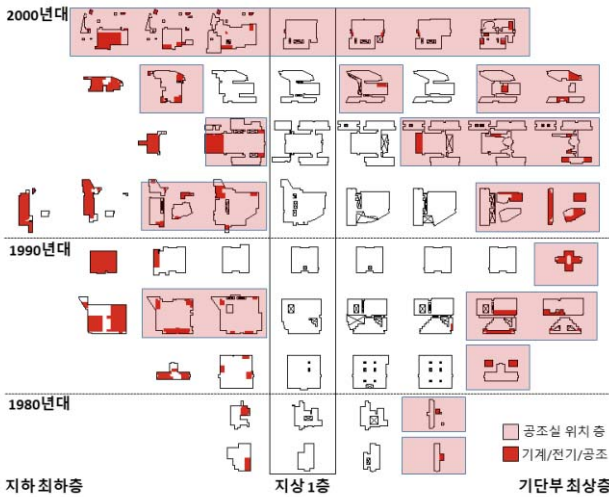 2000년대
1990년대
1980년대
공조실 위치 층
기계/전기/공조
지하 최하층
지상 1층
기단부 최상층